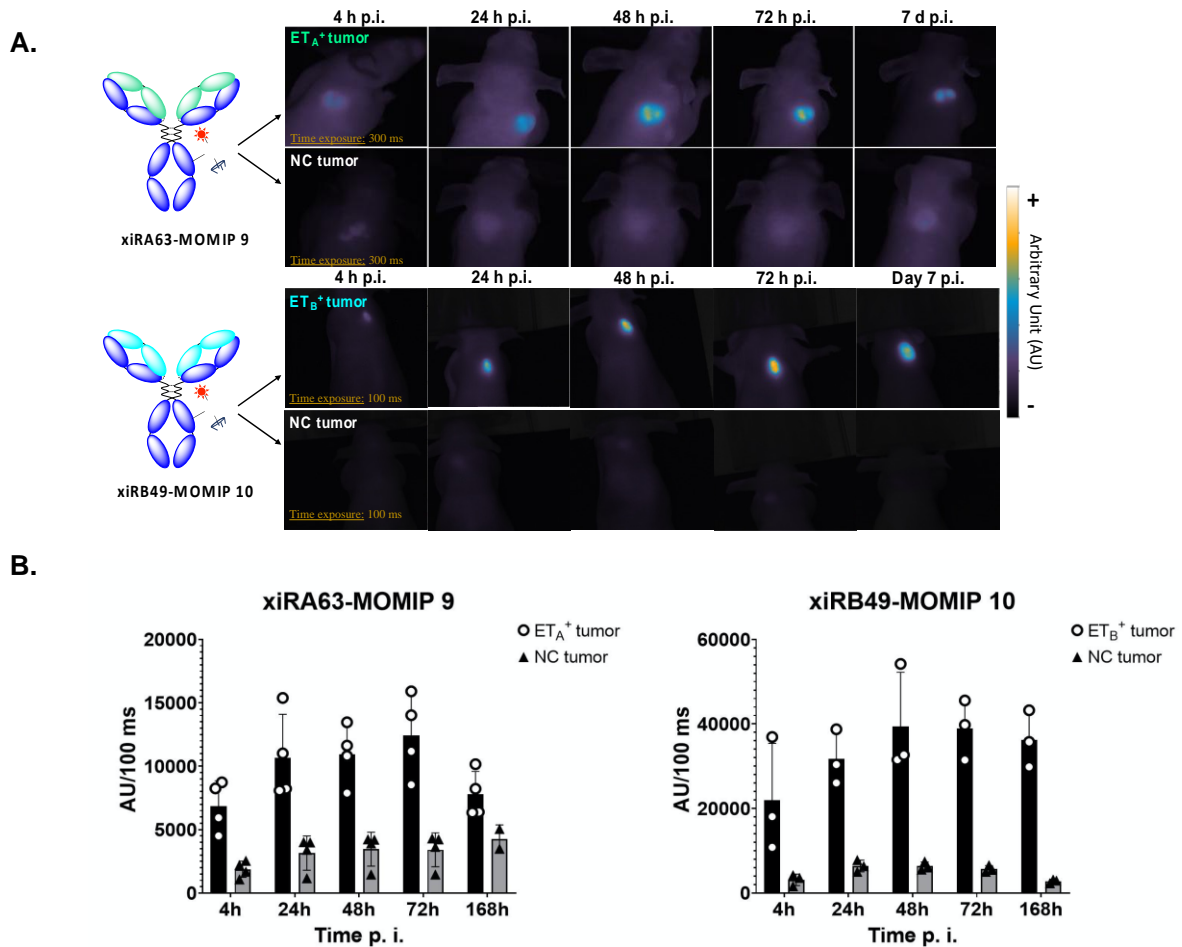 A.
4 h p.i. 24 h p.i. 48 h p.i. 72 h p.i. 7 d p.i.
ETA+ tumor
Time exposure: 300 ms
NC tumor
Time exposure: 300 ms
xiRA63-MOMIP 9
4 h p.i. 24 h p.i. 48 h p.i. 72 h p.i. Day 7 p.i.
ETB+ tumor
Time exposure: 100 ms
NC tumor
Time exposure: 100 ms
xiRB49-MOMIP 10
+
Arbitrary Unit (AU)
-
B.
xiRA63-MOMIP 9
ETA+ tumor
NC tumor
AU/100 ms
20000
15000
10000
5000
0
4h 24h 48h 72h 168h
Time p. i.
xiRB49-MOMIP 10
ETB+ tumor
NC tumor
AU/100 ms
60000
40000
20000
0
4h 24h 48h 72h 168h
Time p. i.